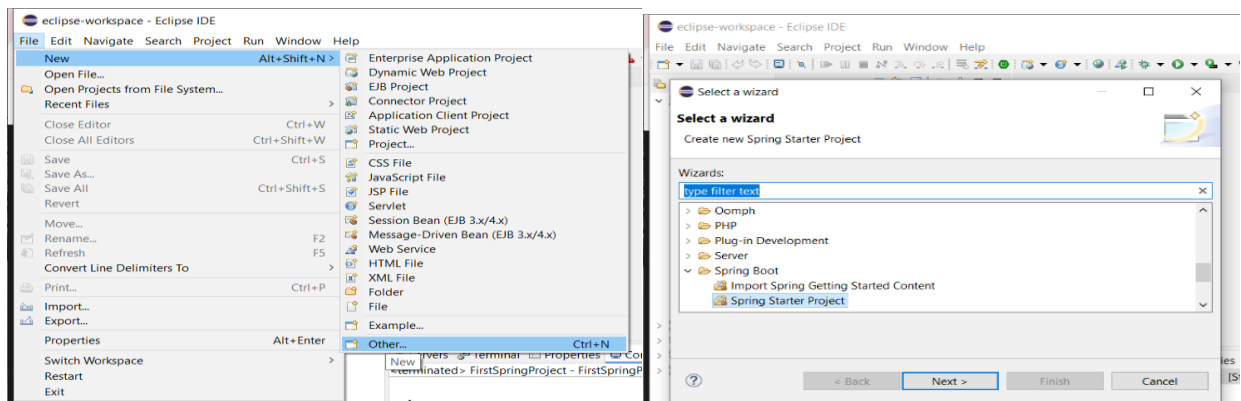 eclipse-workspace - Eclipse IDE
File Edit Navigate Search Project Run Window Help
New Alt+Shift+N >
Open File...
Open Projects from File System...
Recent Files >
Close Editor Ctrl+W
Close All Editors Ctrl+Shift+W
Save Ctrl+S
Save As...
Save All Ctrl+Shift+S
Revert
Move...
Rename... F2
Refresh F5
Convert Line Delimiters To >
Print... Ctrl+P
Import...
Export...
Properties Alt+Enter
Switch Workspace >
Restart
Exit
Enterprise Application Project
Dynamic Web Project
EJB Project
Connector Project
Application Client Project
Static Web Project
Project...
CSS File
JavaScript File
JSP File
Servlet
Session Bean (EJB 3.x/4.x)
Message-Driven Bean (EJB 3.x/4.x)
Web Service
HTML File
XML File
Folder
File
Example...
Other... Ctrl+N
New
Terminal Properties
<terminated> FirstSpringProject - FirstSpringP
eclipse-workspace - Eclipse IDE
File Edit Navigate Search Project Run Window Help
Select a wizard
Select a wizard
Create new Spring Starter Project
Wizards:
type filter text
> Oomph
> PHP
> Plug-in Development
> Server
Spring Boot
Import Spring Getting Started Content
Spring Starter Project
< Back Next > Finish Cancel